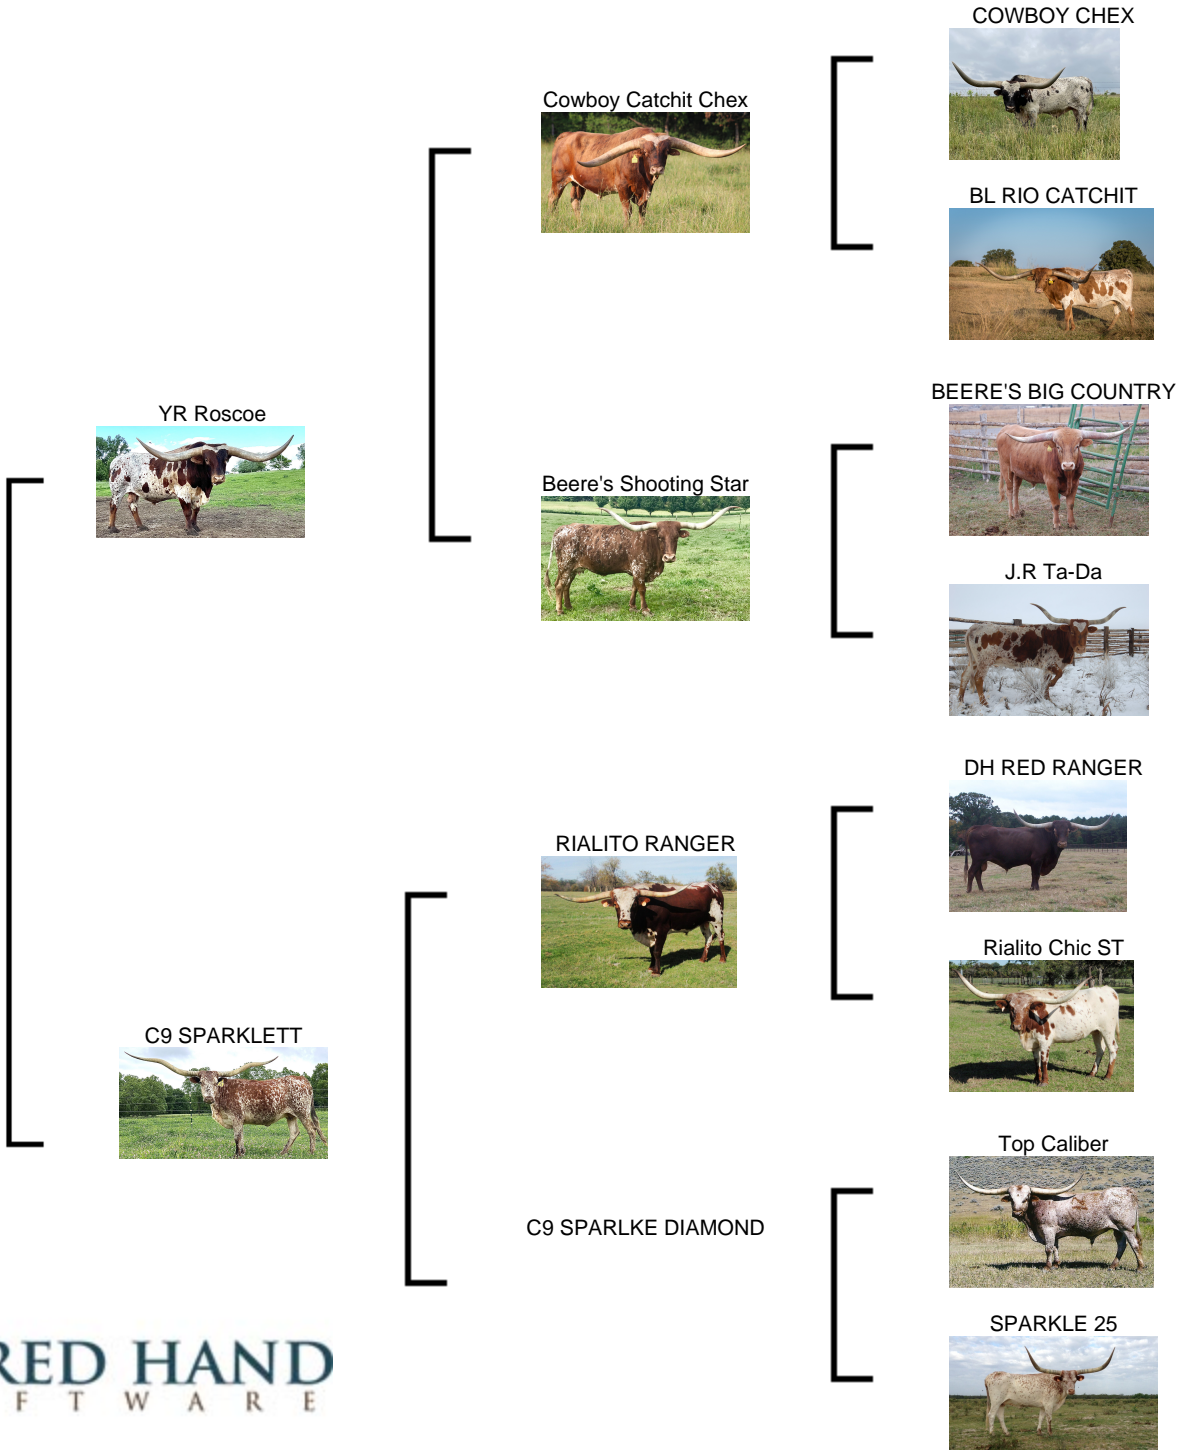 COWBOY CHEX
Cowboy Catchit Chex
BL RIO CATCHIT
YR Roscoe
BEERE'S BIG COUNTRY
Beere's Shooting Star
J.R Ta-Da
DH RED RANGER
RIALITO RANGER
Rialito Chic ST
C9 SPARKLETT
Top Caliber
C9 SPARLKE DIAMOND
SPARKLE 25
RED HAND
F T W A R E